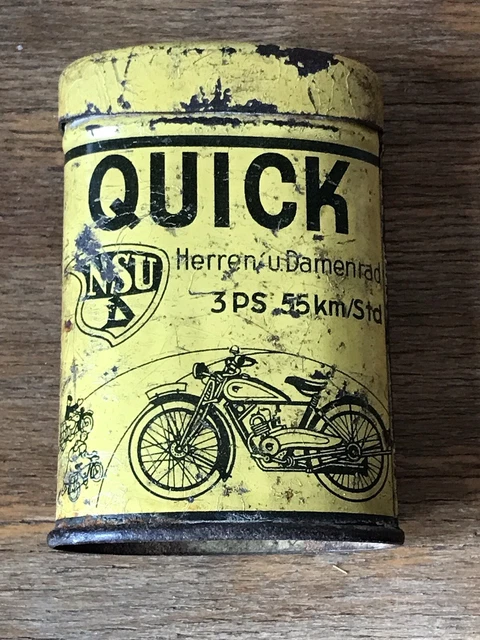 QUICK
NSU
Herren-u.Damenrad
3 PS 55 km/Std